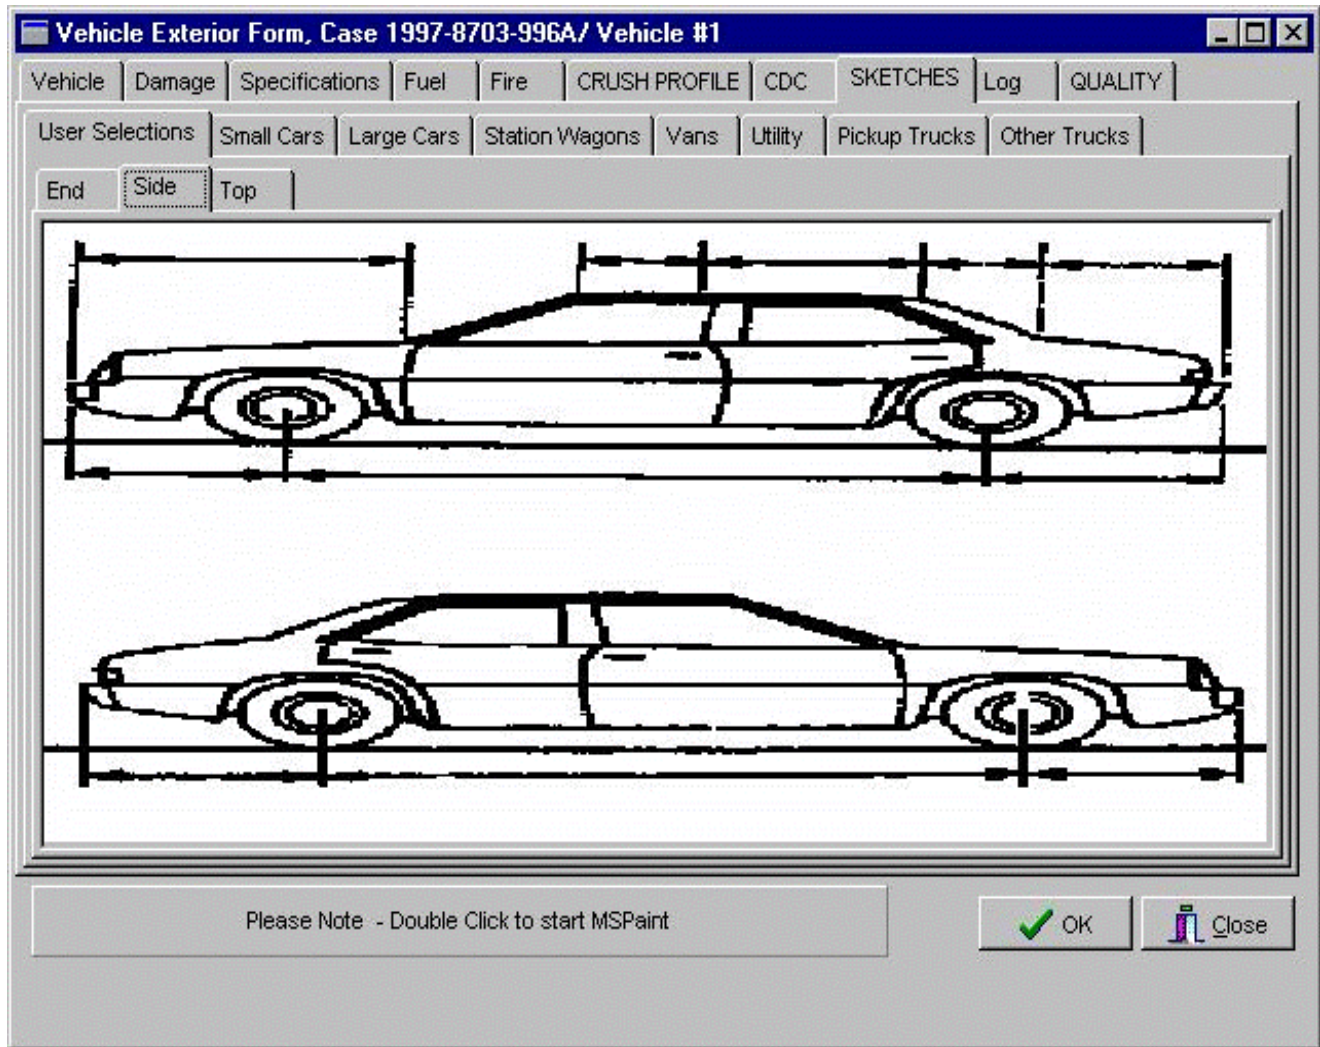 Vehicle Exterior Form, Case 1997-8703-996A/ Vehicle #1
Vehicle Damage Specifications Fuel Fire CRUSH PROFILE CDC SKETCHES Log QUALITY
User Selections Small Cars Large Cars Station Wagons Vans Utility Pickup Trucks Other Trucks
End Side Top
Please Note - Double Click to start MSPaint
OK Close